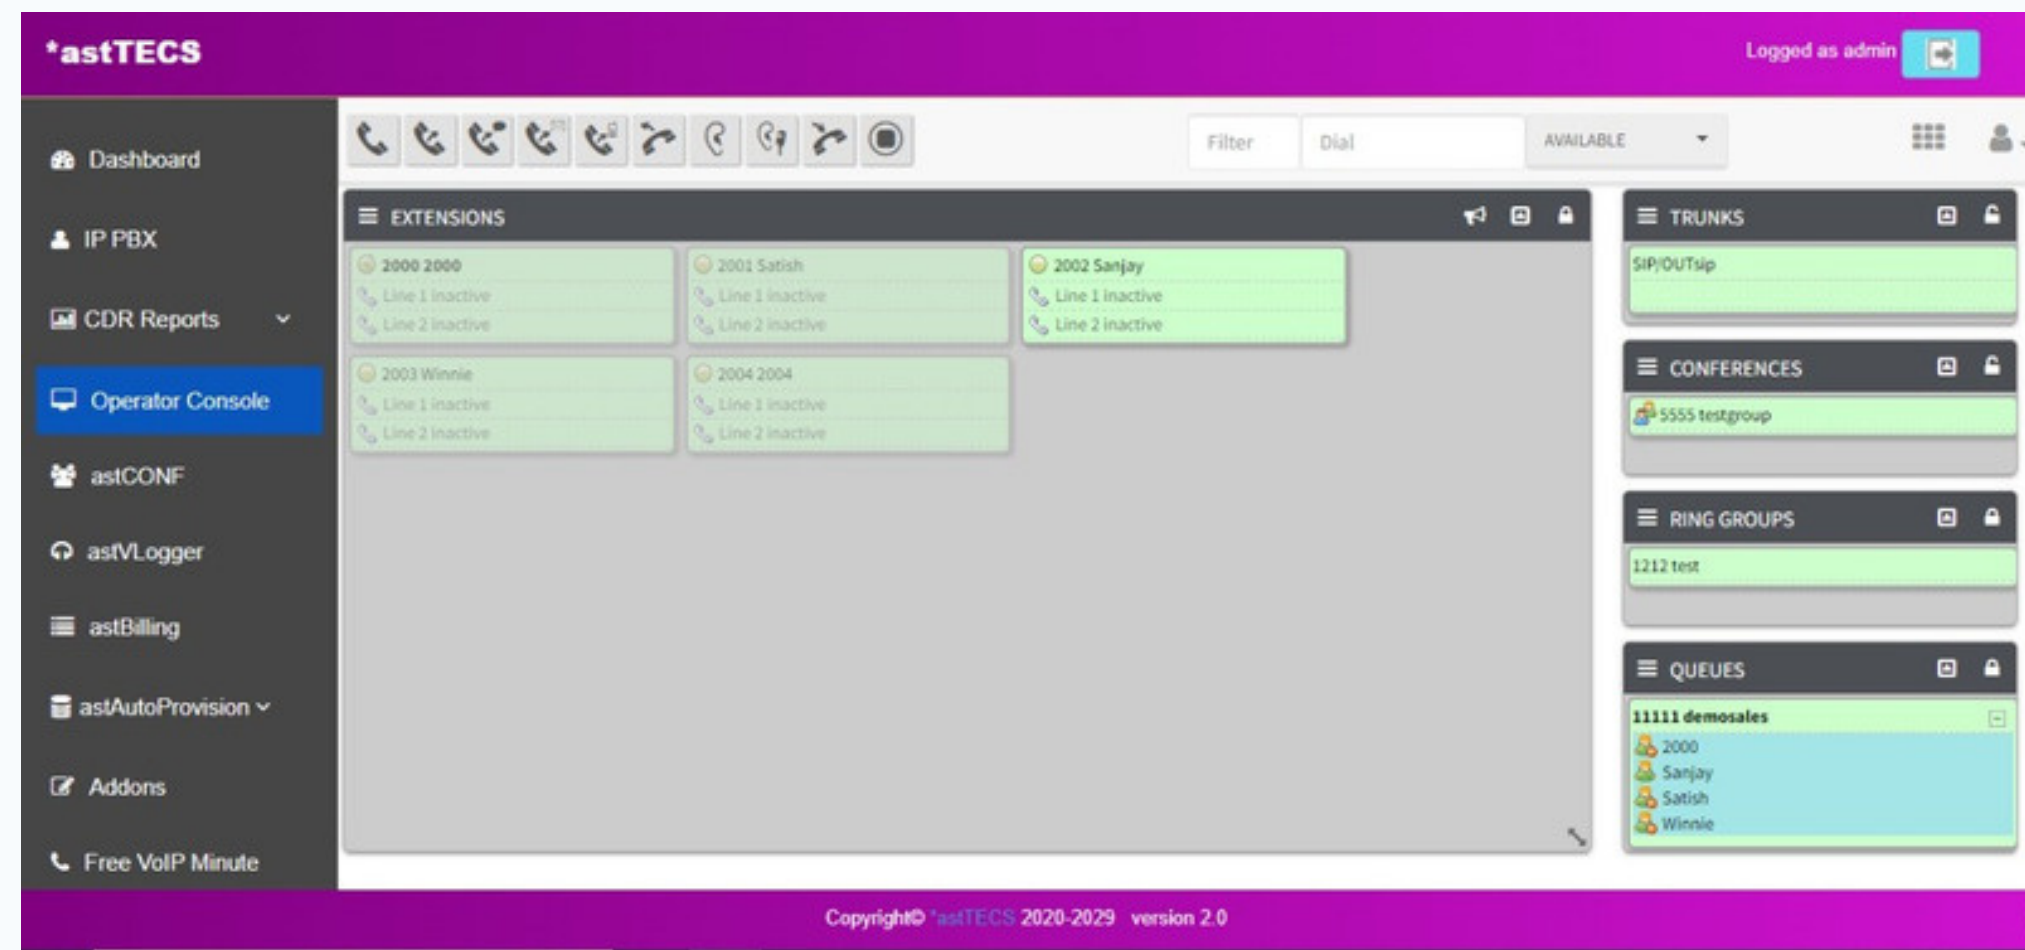 *astTECS
Logged as admin
Dashboard
IP PBX
CDR Reports
Operator Console
astCONF
astVLogger
astBilling
astAutoProvision
Addons
Free VoIP Minute
Filter
Dial
AVAILABLE
EXTENSIONS
2000 2000
Line 1 inactive
Line 2 inactive
2001 Satish
Line 1 inactive
Line 2 inactive
2002 Sanjay
Line 1 inactive
Line 2 inactive
2003 Winnie
Line 1 inactive
Line 2 inactive
2004 2004
Line 1 inactive
Line 2 inactive
TRUNKS
SIP/OUTsip
CONFERENCES
5555 testgroup
RING GROUPS
1212 test
QUEUES
11111 demosales
2000
Sanjay
Satish
Winnie
Copyright© *astTECS 2020-2029 version 2.0